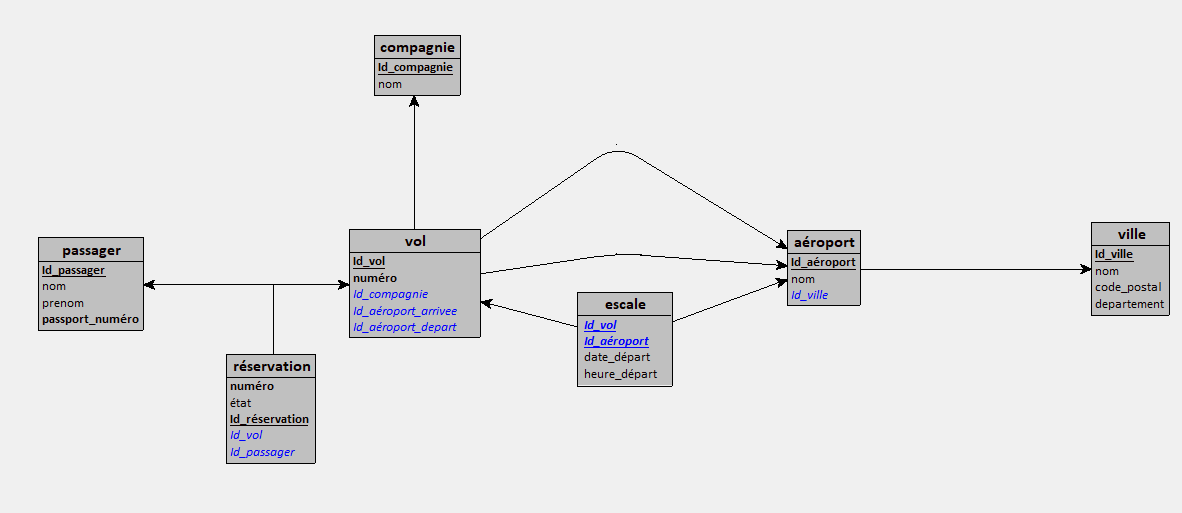 compagnie
Id_compagnie
nom
vol
Id_vol
numéro
Id_compagnie
Id_aéroport_arrivee
Id_aéroport_depart
passager
Id_passager
nom
prenom
passport_numéro
aéroport
Id_aéroport
nom
Id_ville
ville
Id_ville
nom
code_postal
departement
escale
Id_vol
Id_aéroport
date_départ
heure_départ
réservation
numéro
état
Id_réservation
Id_vol
Id_passager